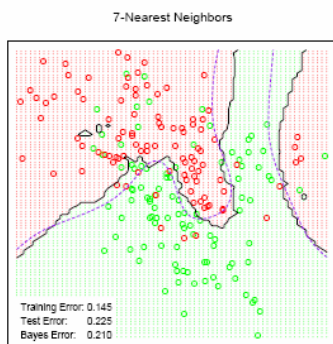 7-Nearest Neighbors
Training Error: 0.145
Test Error: 0.225
Bayes Error: 0.210